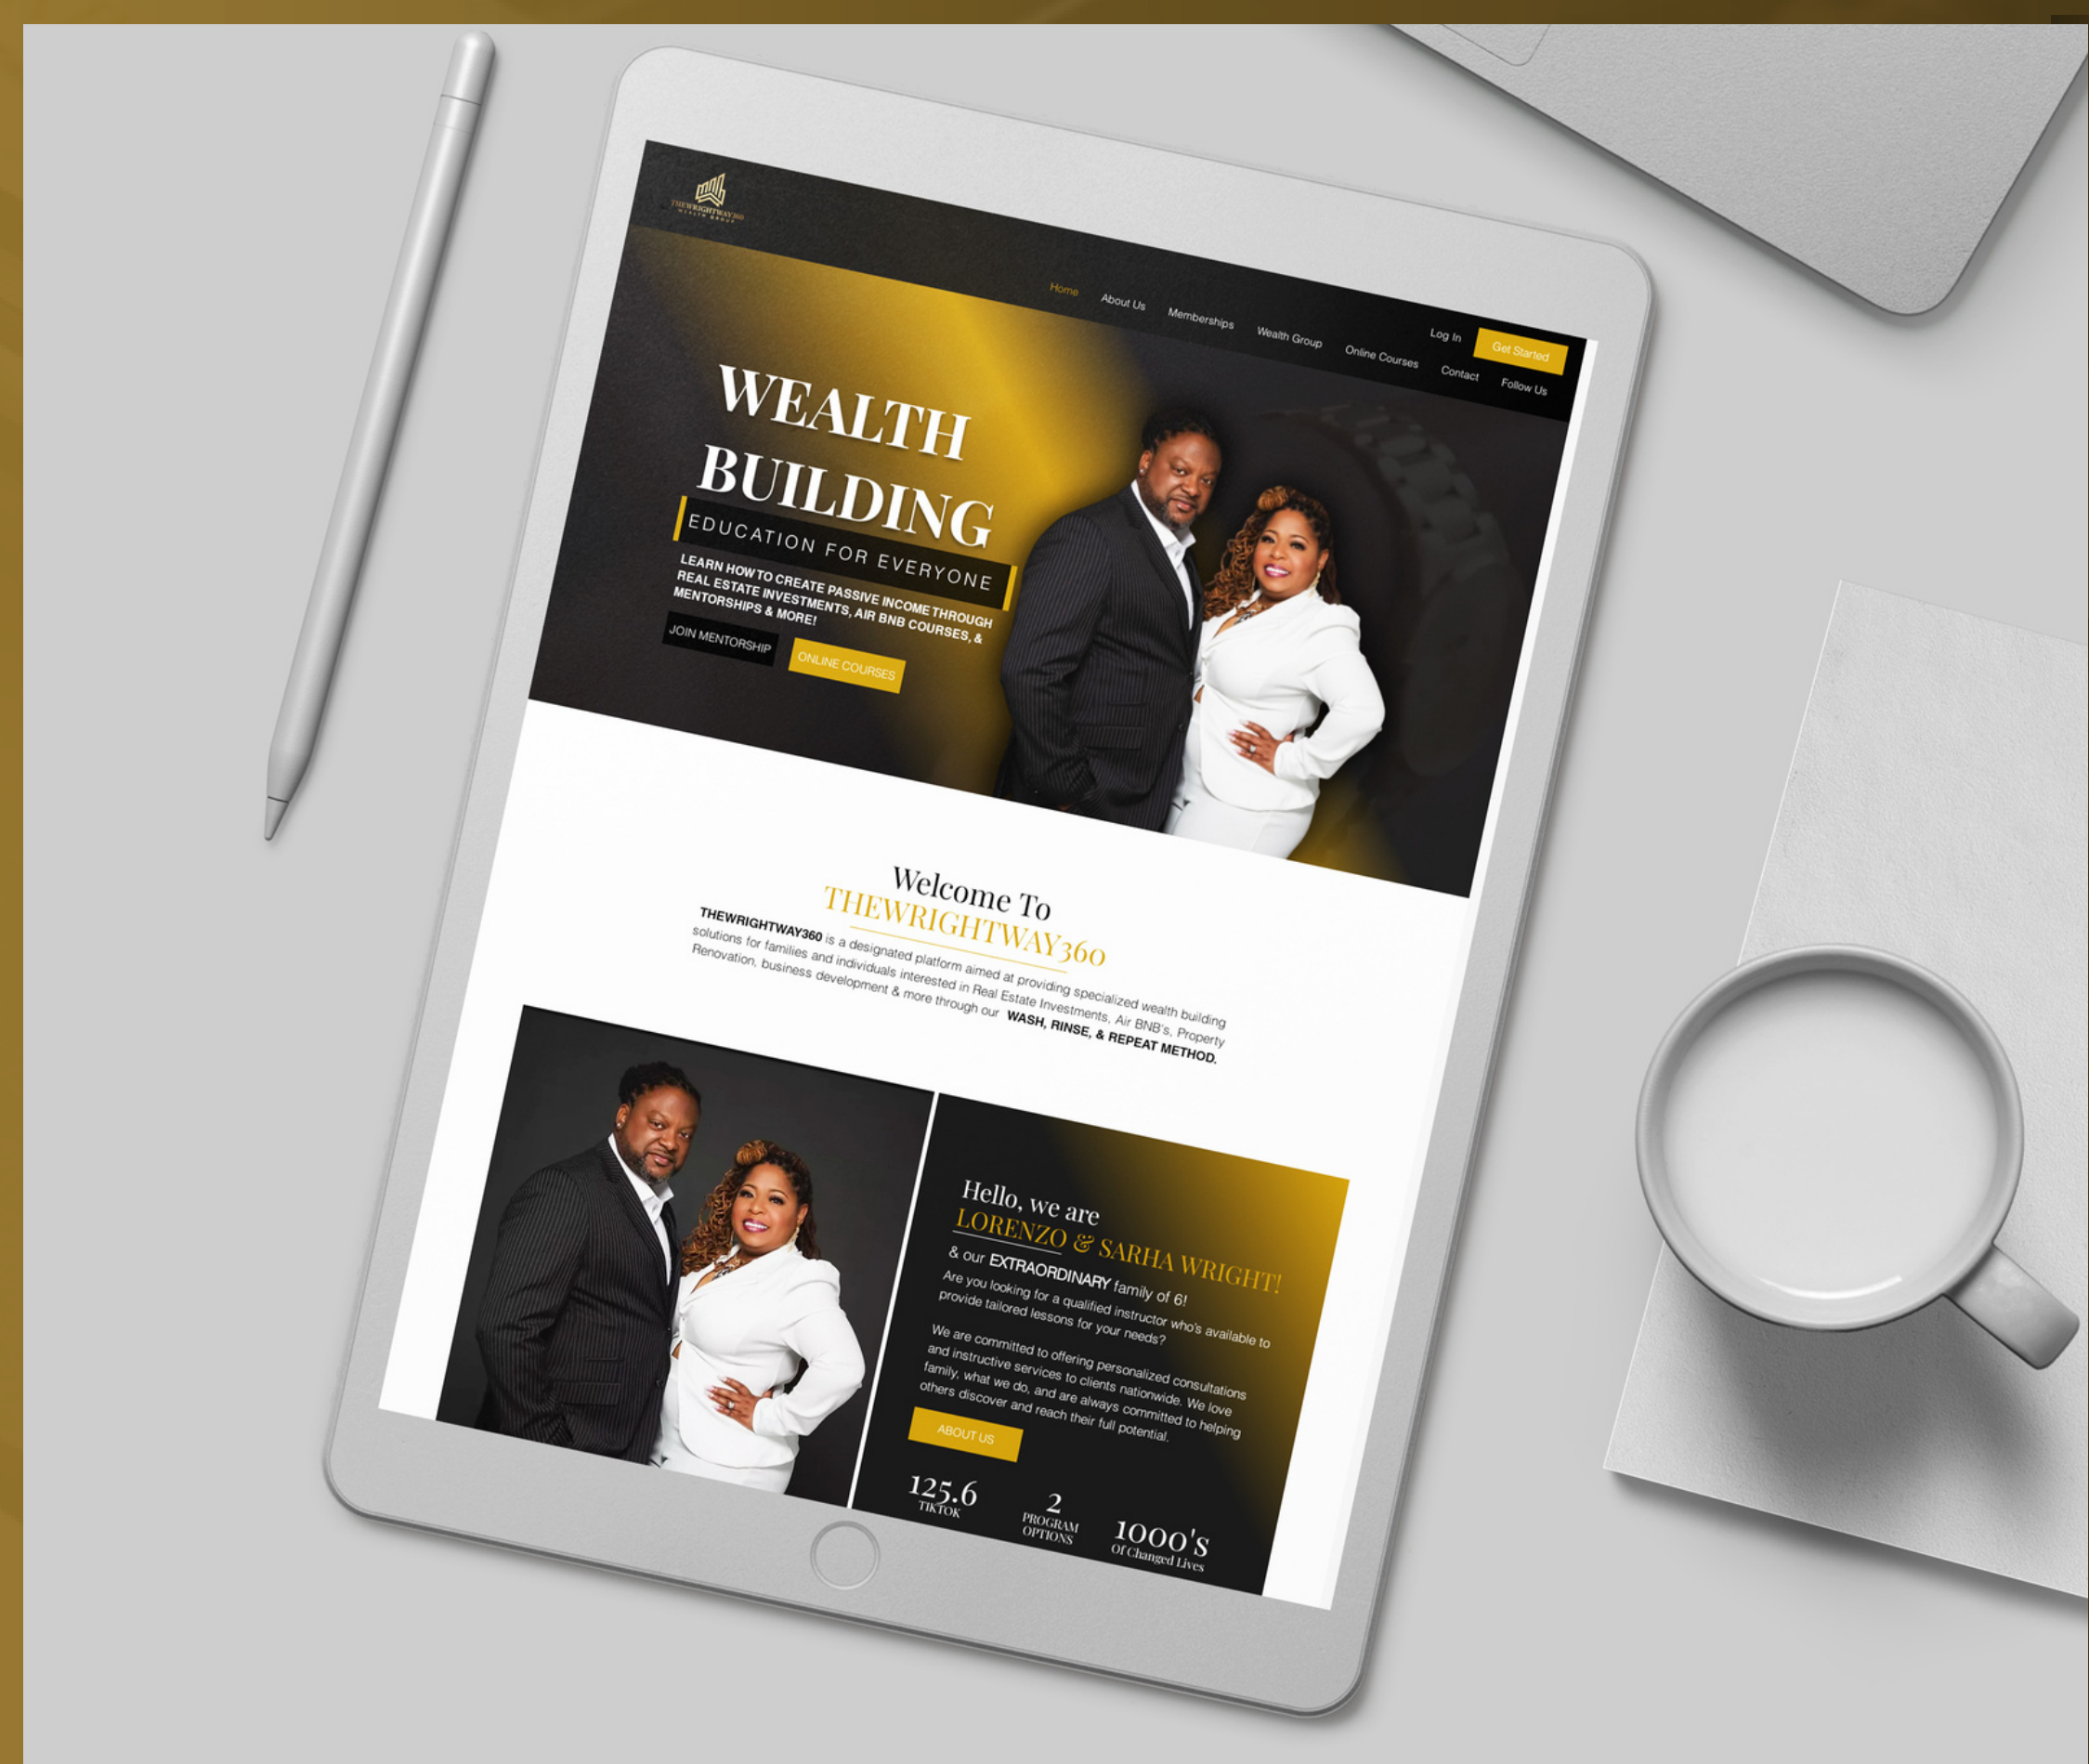 THEWRIGHTWAY360
WEALTH GROUP
Log In
Get Started
Home
About Us
Memberships
Wealth Group
Online Courses
Contact
Follow Us
WEALTH
BUILDING
EDUCATION FOR EVERYONE
LEARN HOW TO CREATE PASSIVE INCOME THROUGH
REAL ESTATE INVESTMENTS, AIR BNB COURSES, &
MENTORSHIPS & MORE!
JOIN MENTORSHIP
ONLINE COURSES
Welcome To
THEWRIGHTWAY360
THEWRIGHTWAY360 is a designated platform aimed at providing specialized wealth building
solutions for families and individuals interested in Real Estate Investments, Air BNB's, Property
Renovation, business development & more through our WASH, RINSE, & REPEAT METHOD.
Hello, we are
LORENZO & SARHA WRIGHT!
& our EXTRAORDINARY family of 6!
Are you looking for a qualified instructor who's available to
provide tailored lessons for your needs?
We are committed to offering personalized consultations
and instructive services to clients nationwide. We love
family, what we do, and are always committed to helping
others discover and reach their full potential.
ABOUT US
125.6
TIKTOK
2
PROGRAM
OPTIONS
1000's
Of Changed Lives